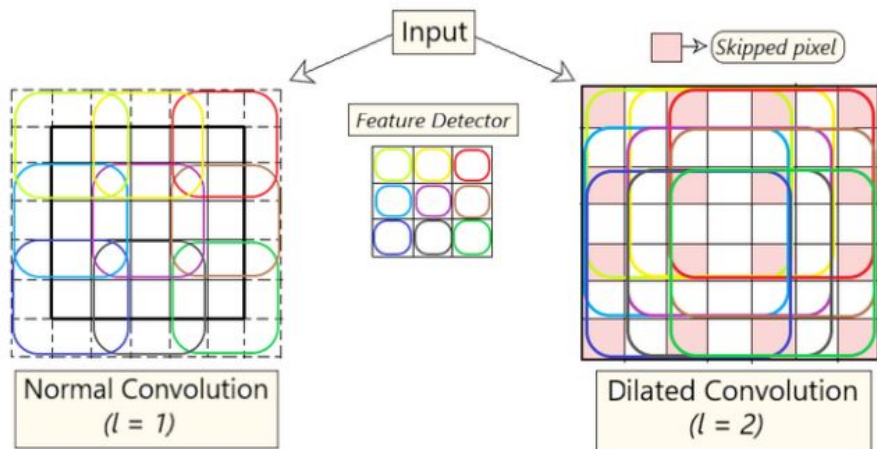 Input
Skipped pixel
Feature Detector
Normal Convolution
(l = 1)
Dilated Convolution
(l = 2)